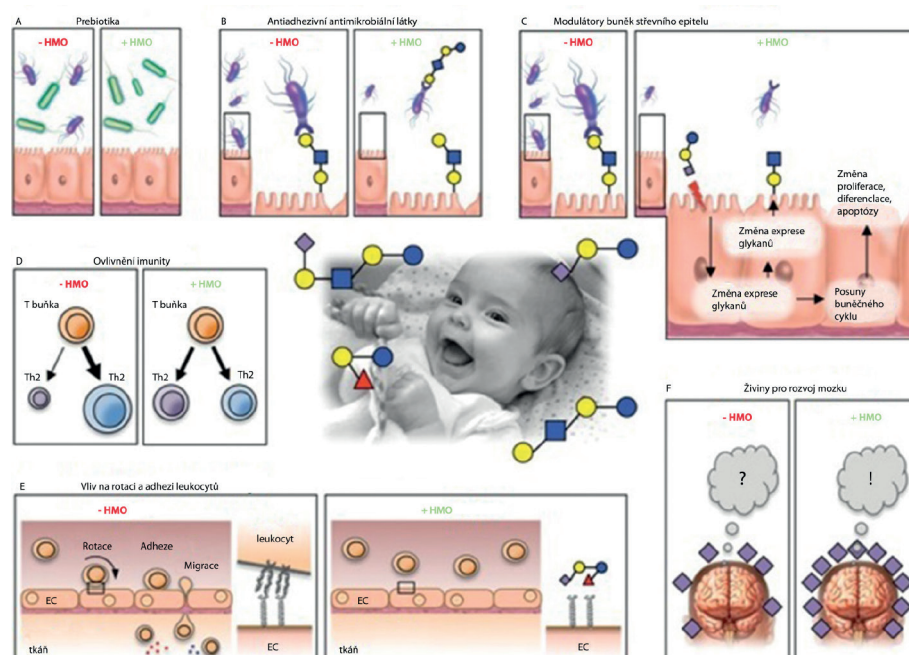 A Prebiotika
- HMO
+ HMO
B Antiadhezivní antimikrobiální látky
- HMO
+ HMO
C Modulátory buněk střevního epitelu
- HMO
+ HMO
Změna
proliferace,
diferenclace,
apoptózy
Změna exprese
glykanů
Změna exprese
glykanů
Posuny
buněčného
cyklu
D Ovlivnění imunity
- HMO
+ HMO
T buňka
T buňka
Th2
Th2
Th2
Th2
E Vliv na rotaci a adhezi leukocytů
- HMO
+ HMO
Rotace
Adheze
Migrace
EC
tkáň
leukocyt
EC
EC
tkáň
EC
F Živiny pro rozvoj mozku
- HMO
+ HMO
?
!